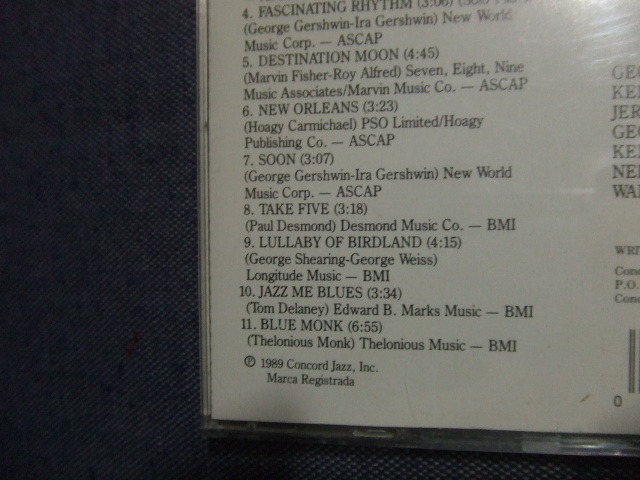 4. FASCINATING RHYTHM (3:06)
(George Gershwin-Ira Gershwin) New World
Music Corp. — ASCAP
5. DESTINATION MOON (4:45)
(Marvin Fisher-Roy Alfred) Seven, Eight, Nine
Music Associates/Marvin Music Co. — ASCAP
6. NEW ORLEANS (3:23)
(Hoagy Carmichael) PSO Limited/Hoagy
Publishing Co. — ASCAP
7. SOON (3:07)
(George Gershwin-Ira Gershwin) New World
Music Corp. — ASCAP
8. TAKE FIVE (3:18)
(Paul Desmond) Desmond Music Co. — BMI
9. LULLABY OF BIRDLAND (4:15)
(George Shearing-George Weiss)
Longitude Music — BMI
10. JAZZ ME BLUES (3:34)
(Tom Delaney) Edward B. Marks Music — BMI
11. BLUE MONK (6:55)
(Thelonious Monk) Thelonious Music — BMI
℗ 1989 Concord Jazz, Inc.
Marca Registrada
GEO
KEN
JER
GEO
KEN
NEI
WAI
WRIT
Conc
P.O.
Conc
0